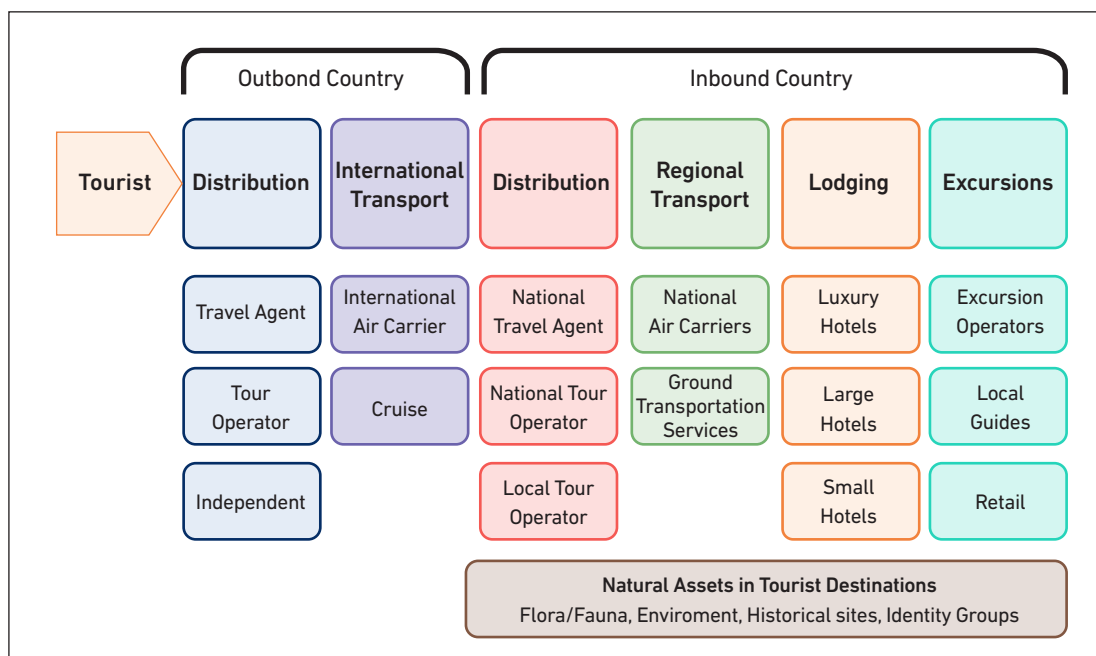 Outbond Country
Inbound Country
Tourist
Distribution
International
Transport
Distribution
Regional
Transport
Lodging
Excursions
Travel Agent
International
Air Carrier
National
Travel Agent
National
Air Carriers
Luxury
Hotels
Excursion
Operators
Tour
Operator
Cruise
National Tour
Operator
Ground
Transportation
Services
Large
Hotels
Local
Guides
Independent
Local Tour
Operator
Small
Hotels
Retail
Natural Assets in Tourist Destinations
Flora/Fauna, Enviroment, Historical sites, Identity Groups